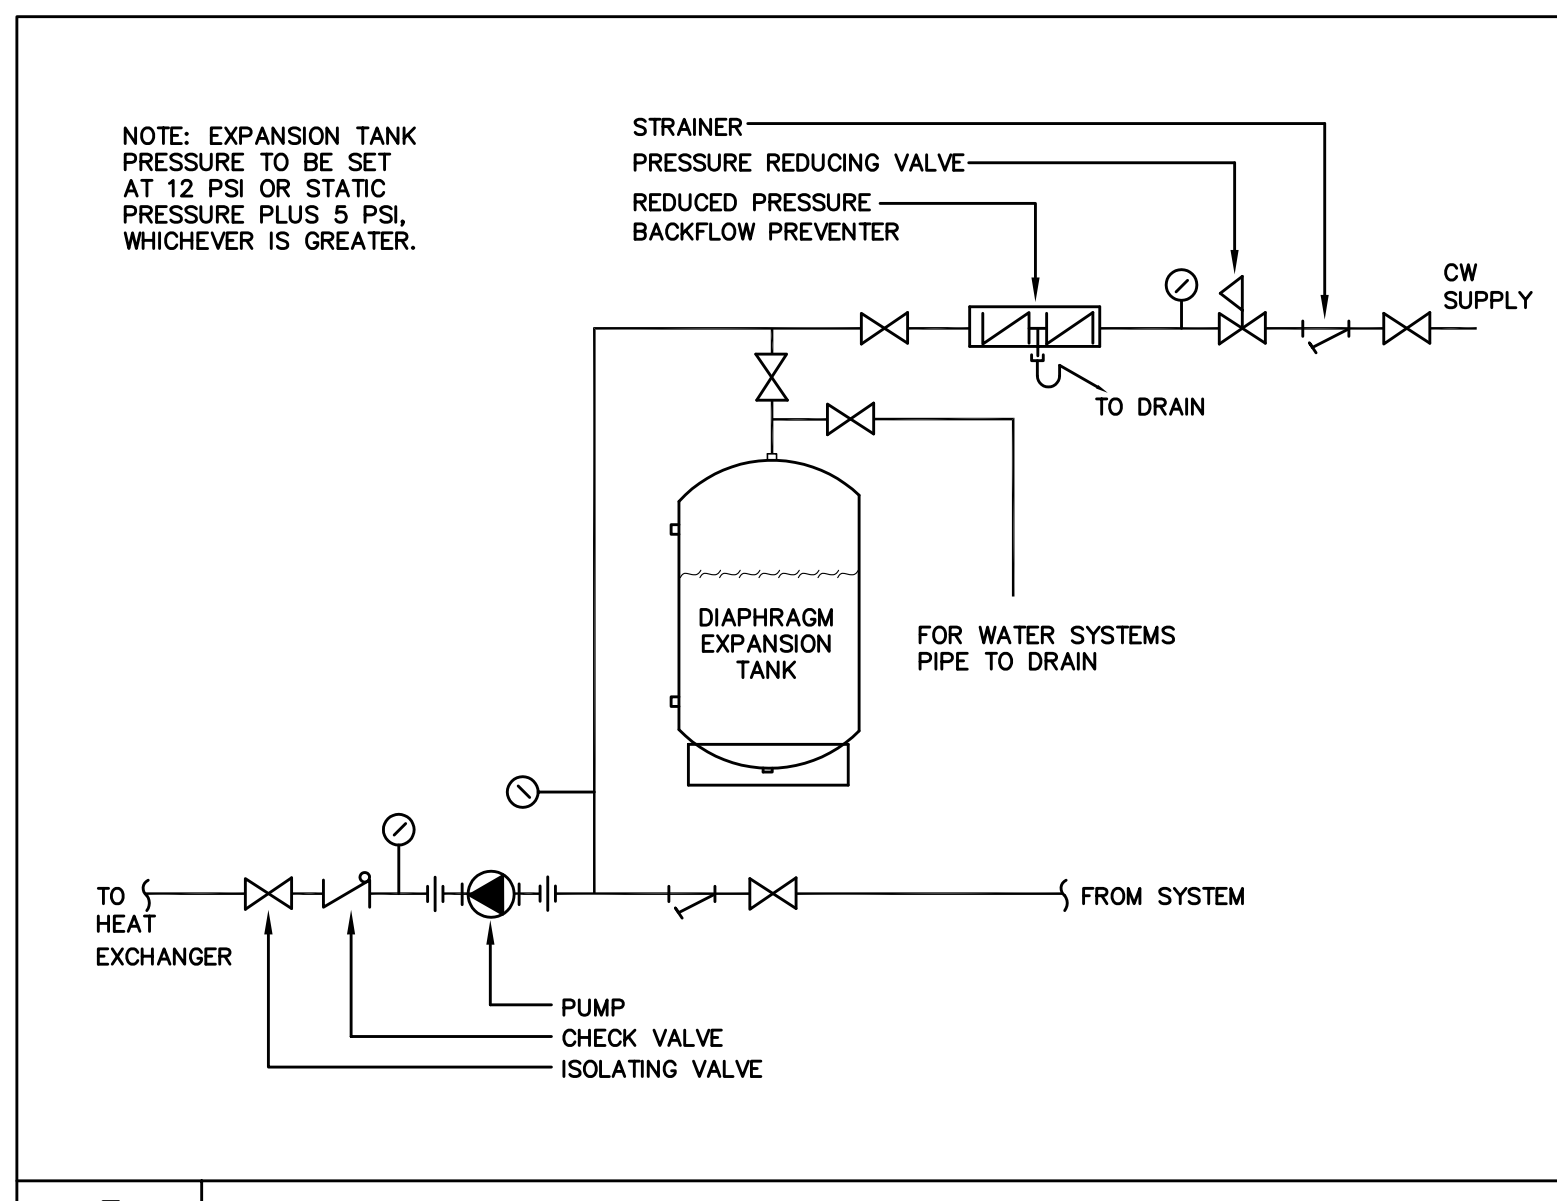 NOTE: EXPANSION TANK
PRESSURE TO BE SET
AT 12 PSI OR STATIC
PRESSURE PLUS 5 PSI,
WHICHEVER IS GREATER.
STRAINER
PRESSURE REDUCING VALVE
REDUCED PRESSURE
BACKFLOW PREVENTER
CW
SUPPLY
TO DRAIN
DIAPHRAGM
EXPANSION
TANK
FOR WATER SYSTEMS
PIPE TO DRAIN
TO
HEAT
EXCHANGER
FROM SYSTEM
PUMP
CHECK VALVE
ISOLATING VALVE